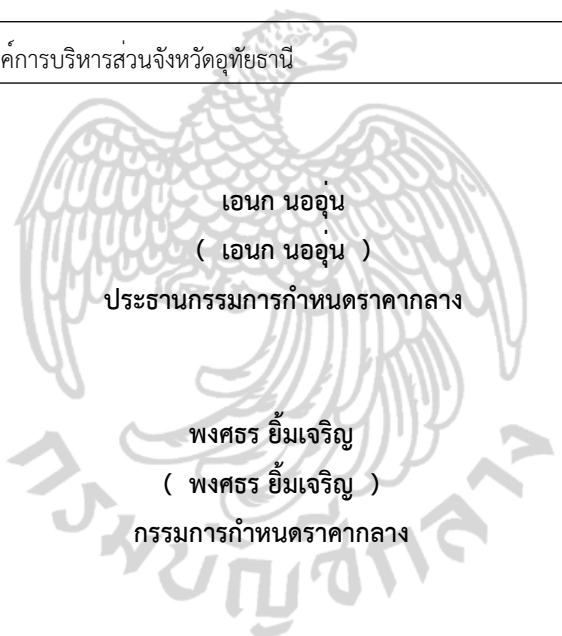 ค์การบริหารส่วนจังหวัดอุทัยธานี
เอนก นออุ่น
( เอนก นออุ่น )
ประธานกรรมการกำหนดราคากลาง
พงศธร ยิ้มเจริญ
( พงศธร ยิ้มเจริญ )
กรรมการกำหนดราคากลาง
กรมบัญชีกลาง